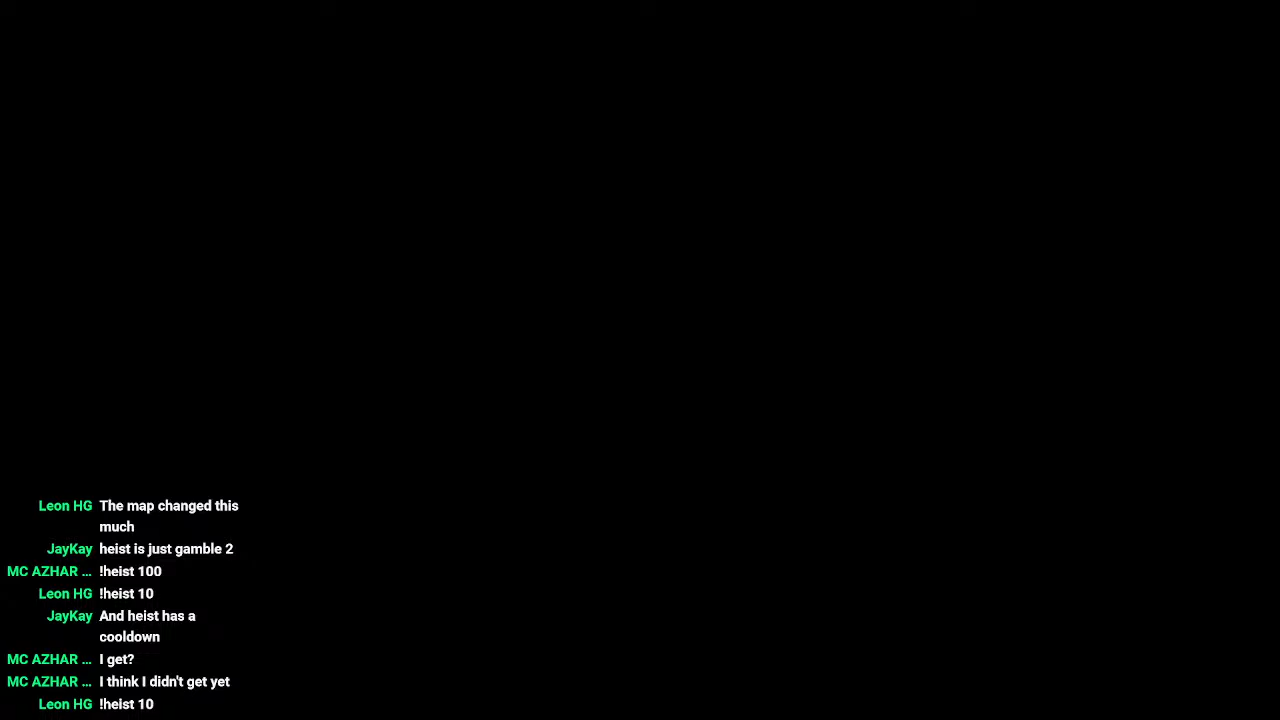 Leon HG The map changed this
much
JayKay heist is just gamble 2
MC AZHAR ... !heist 100
Leon HG !heist 10
JayKay And heist has a
cooldown
MC AZHAR ... I get?
MC AZHAR ... I think I didn't get yet
Leon HG !heist 10